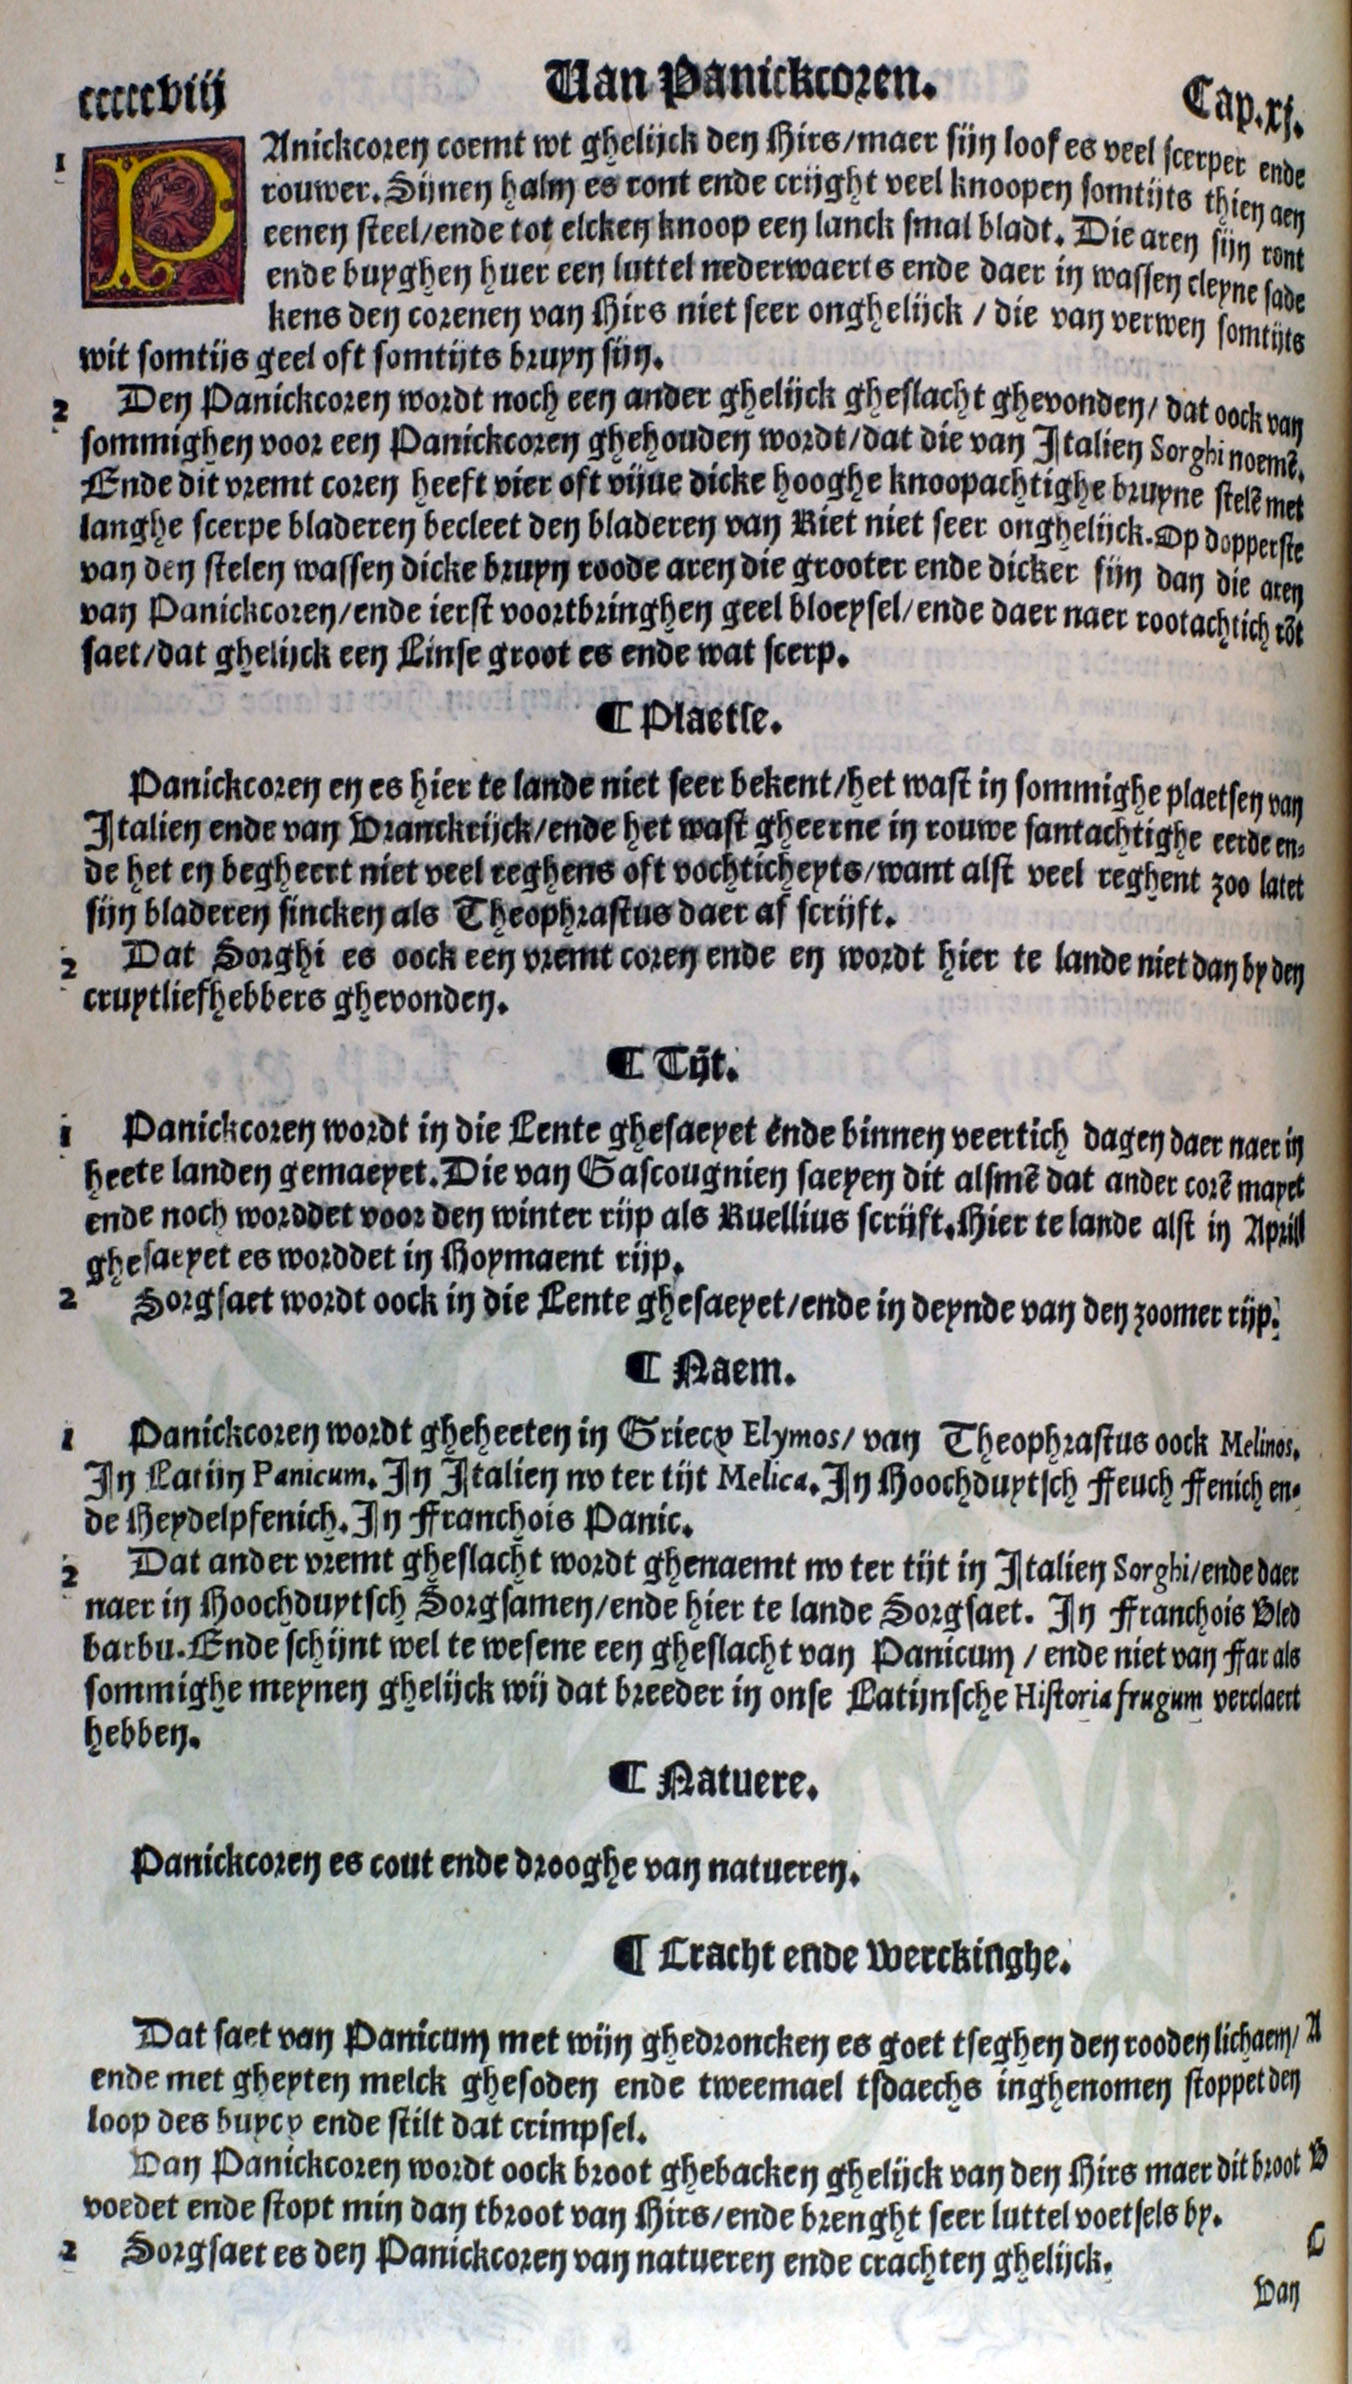 cccccviij Van Panickcoren. Cap.xj.
1 PAnickcoren coemt wt ghelijck den Hirs/maer sijn loof es veel scerper ende
rouwer. Sijnen halm es ront ende crijght veel knoopen somtijts thien aen
eenen steel/ende tot elcken knoop een lanck smal bladt. Die aren sijn ront
ende buyghen huer een luttel nederwaerts ende daer in wassen cleyne sade
kens den corenen van Hirs niet seer onghelijck / die van verwen somtijts
wit somtijs geel oft somtijts bruyn sijn.
2 Den Panickcoren wordt noch een ander ghelijck gheslacht ghevonden/ dat oock van
sommighen voor een Panickcoren ghehouden wordt/dat die van Italien Sorghi noemē.
Ende dit vremt coren heeft vier oft vijue dicke hooghe knoopachtighe bruyne stelē met
langhe scerpe bladeren becleet den bladeren van Riet niet seer onghelijck. Op dopperste
van den stelen wassen dicke bruyn roode aren die grooter ende dicker sijn dan die aren
van Panickcoren/ende ierst voortbringhen geel bloeysel/ende daer naer rootachtich rōt
saet/dat ghelijck een Linse groot es ende wat scerp.
¶ Plaetse.
Panickcoren en es hier te lande niet seer bekent/het wast in sommighe plaetsen van
Italien ende van Vranckrijck/ende het wast gheerne in rouwe santachtighe eerde en-
de het en begheert niet veel reghens oft vochticheyts/want alst veel reghent zoo latet
sijn bladeren sincken als Theophrastus daer af scrijft.
2 Dat Sorghi es oock een vremt coren ende en wordt hier te lande niet dan by den
cruytliefhebbers ghevonden.
¶ Tijt.
1 Panickcoren wordt in die Lente ghesaeyet ende binnen veertich dagen daer naer in
heete landen gemaeyet. Die van Gascougnien saeyen dit alsmē dat ander corē mayet
ende noch worddet voor den winter rijp als Ruellius scrijft. Hier te lande alst in Aprill
ghesaeyet es worddet in Hoymaent rijp.
2 Sorgsaet wordt oock in die Lente ghesaeyet/ende in deynde van den zoomer rijp.
¶ Naem.
1 Panickcoren wordt gheheeten in Griecx Elymos/ van Theophrastus oock Melinos.
In Latijn Panicum. In Italien nv ter tijt Melica. In Hoochduytsch Feuch Fenich en-
de Heydelpfenich. In Franchois Panic.
2 Dat ander vremt gheslacht wordt ghenaemt nv ter tijt in Italien Sorghi/ende daer
naer in Hoochduytsch Sorgsamen/ende hier te lande Sorgsaet. In Franchois Bled
barbu. Ende schijnt wel te wesene een gheslacht van Panicum / ende niet van Far als
sommighe meynen ghelijck wij dat breeder in onse Latijnsche Historia frugum verclaert
hebben.
¶ Natuere.
Panickcoren es cout ende drooghe van natueren.
¶ Cracht ende Werckinghe.
Dat saet van Panicum met wijn ghedroncken es goet tseghen den rooden lichaem/ A
ende met gheyten melck ghesoden ende tweemael tsdaechs inghenomen stoppet den
loop des buycx ende stilt dat crimpsel.
Van Panickcoren wordt oock broot ghebacken ghelijck van den Hirs maer dit broot B
voedet ende stopt min dan tbroot van Hirs/ende brenght seer luttel voetsels by.
2 Sorgsaet es den Panickcoren van natueren ende crachten ghelijck. C
Van